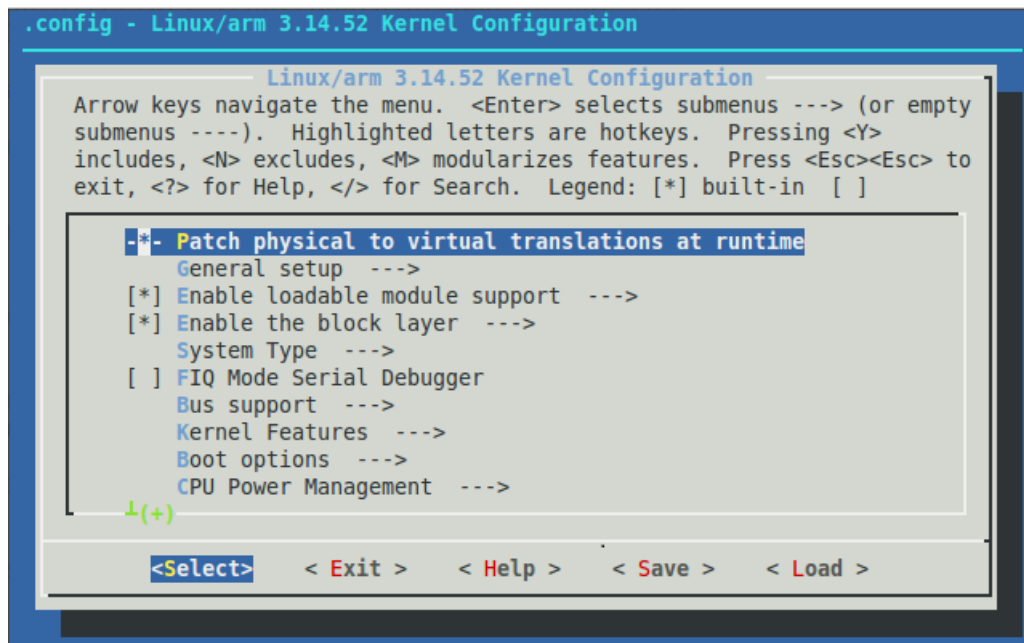 .config - Linux/arm 3.14.52 Kernel Configuration
Linux/arm 3.14.52 Kernel Configuration
Arrow keys navigate the menu.  <Enter> selects submenus ---> (or empty
submenus ----).  Highlighted letters are hotkeys.  Pressing <Y>
includes, <N> excludes, <M> modularizes features.  Press <Esc><Esc> to
exit, <?> for Help, </> for Search.  Legend: [*] built-in  [ ]
-*- Patch physical to virtual translations at runtime
General setup  --->
[*] Enable loadable module support  --->
[*] Enable the block layer  --->
System Type  --->
[ ] FIQ Mode Serial Debugger
Bus support  --->
Kernel Features  --->
Boot options  --->
CPU Power Management  --->
┴(+)
<Select>    < Exit >    < Help >    < Save >    < Load >